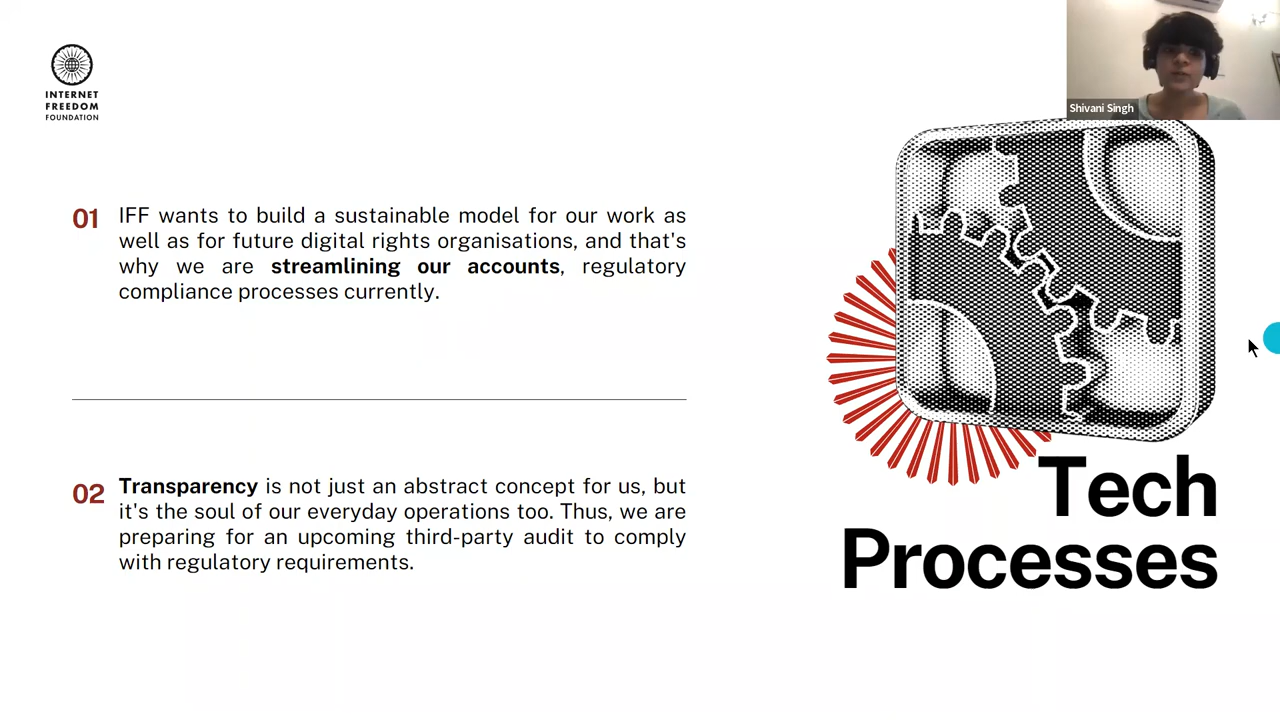 INTERNET
FREEDOM
FOUNDATION
Shivani Singh
01
IFF wants to build a sustainable model for our work as
well as for future digital rights organisations, and that's
why we are streamlining our accounts, regulatory
compliance processes currently.
02
Transparency is not just an abstract concept for us, but
it's the soul of our everyday operations too. Thus, we are
preparing for an upcoming third-party audit to comply
with regulatory requirements.
Tech
Processes